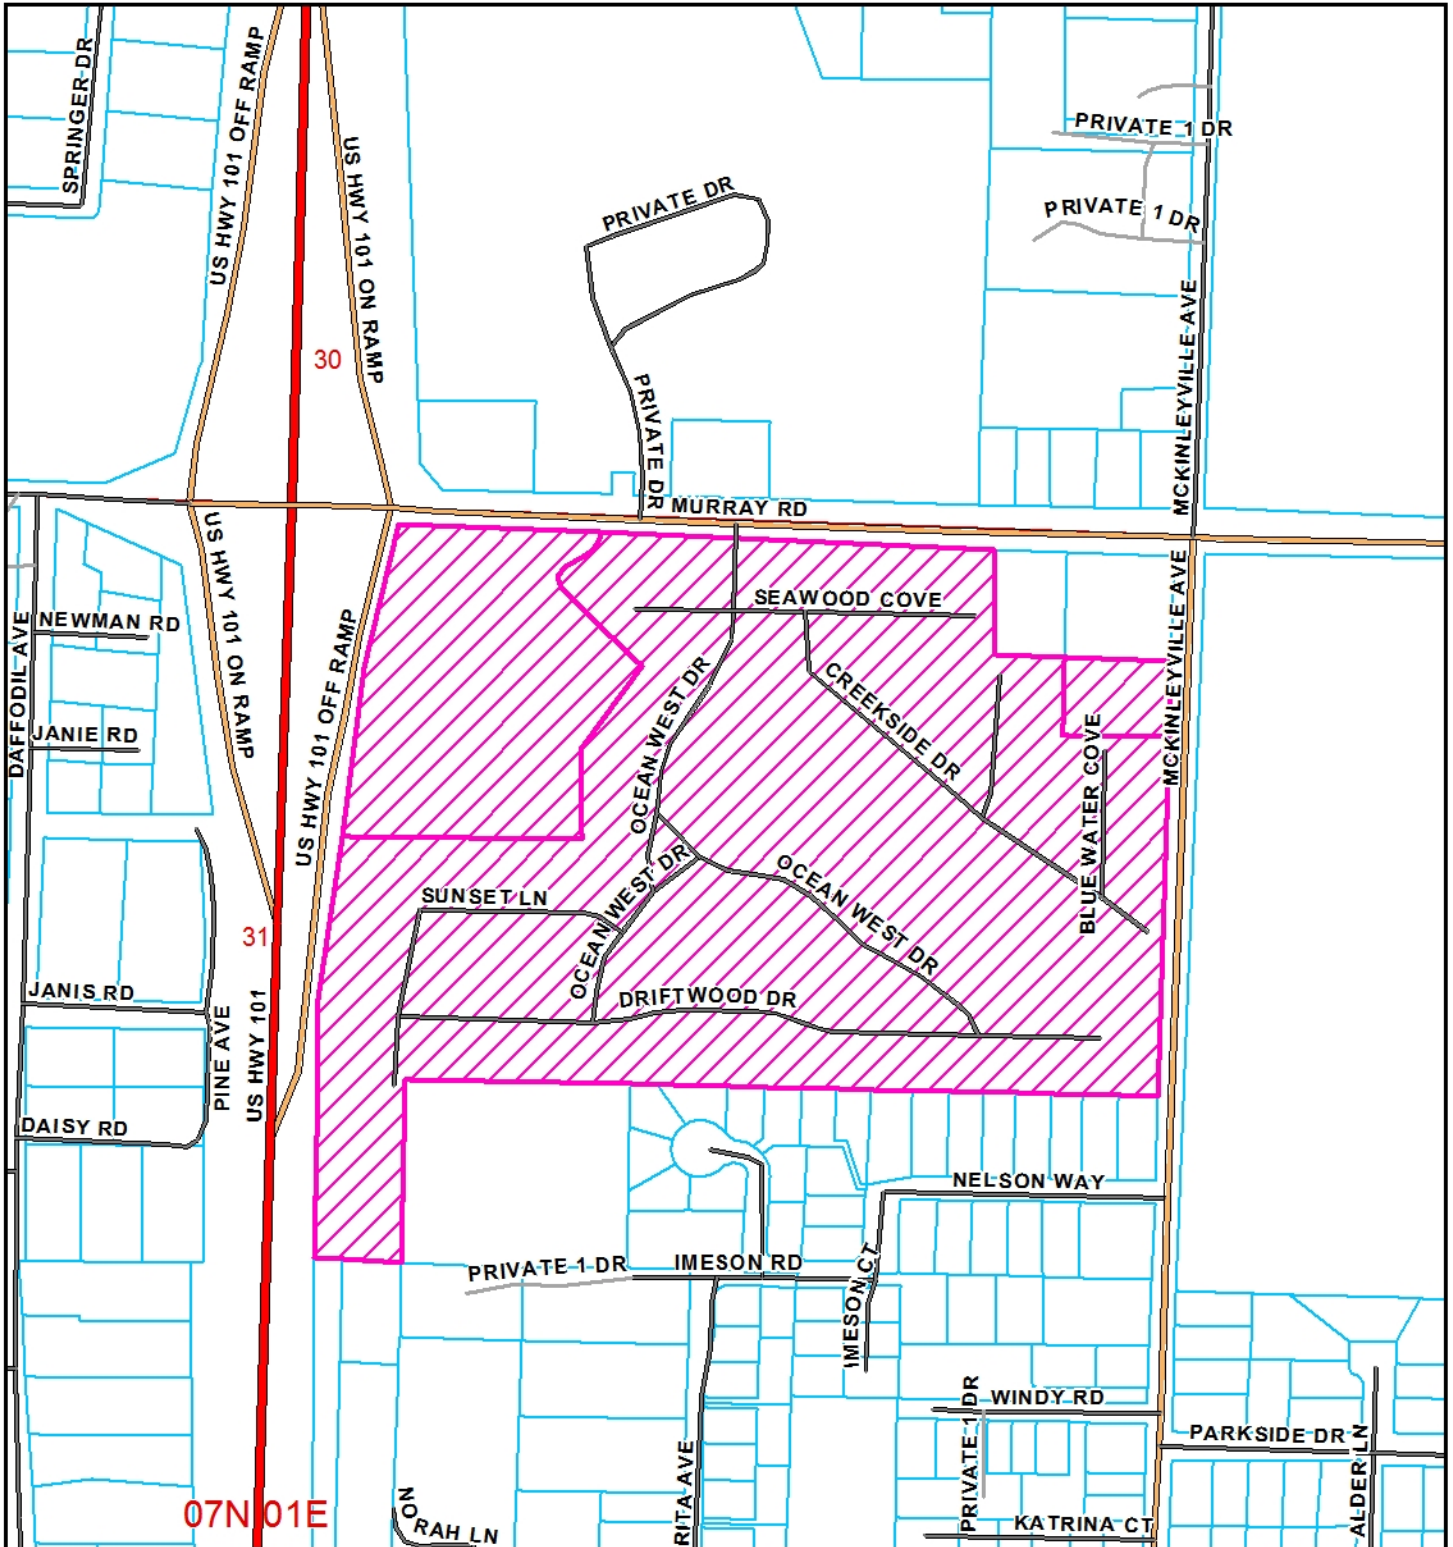 SPRINGER DR
US HWY 101 OFF RAMP
US HWY 101 ON RAMP
PRIVATE 1 DR
PRIVATE DR
PRIVATE 1 DR
MCKINLEYVILLE AVE
30
PRIVATE DR
MURRAY RD
US HWY 101 ON RAMP
US HWY 101 OFF RAMP
DAFFODIL AVE
NEWMAN RD
JANIE RD
SEAWOOD COVE
OCEAN WEST DR
CREEKSIDE DR
MCKINLEYVILLE AVE
BLUE WATER COVE
SUNSET LN
OCEAN WEST DR
OCEAN WEST DR
31
JANIS RD
PINE AVE
US HWY 101
DRIFTWOOD DR
DAISY RD
NELSON WAY
PRIVATE 1 DR
IMESON RD
IMESON CT
WINDY RD
PRIVATE 1 DR
PARKSIDE DR
ALDER LN
RITA AVE
07N 01E
NORAH LN
KATRINA CT